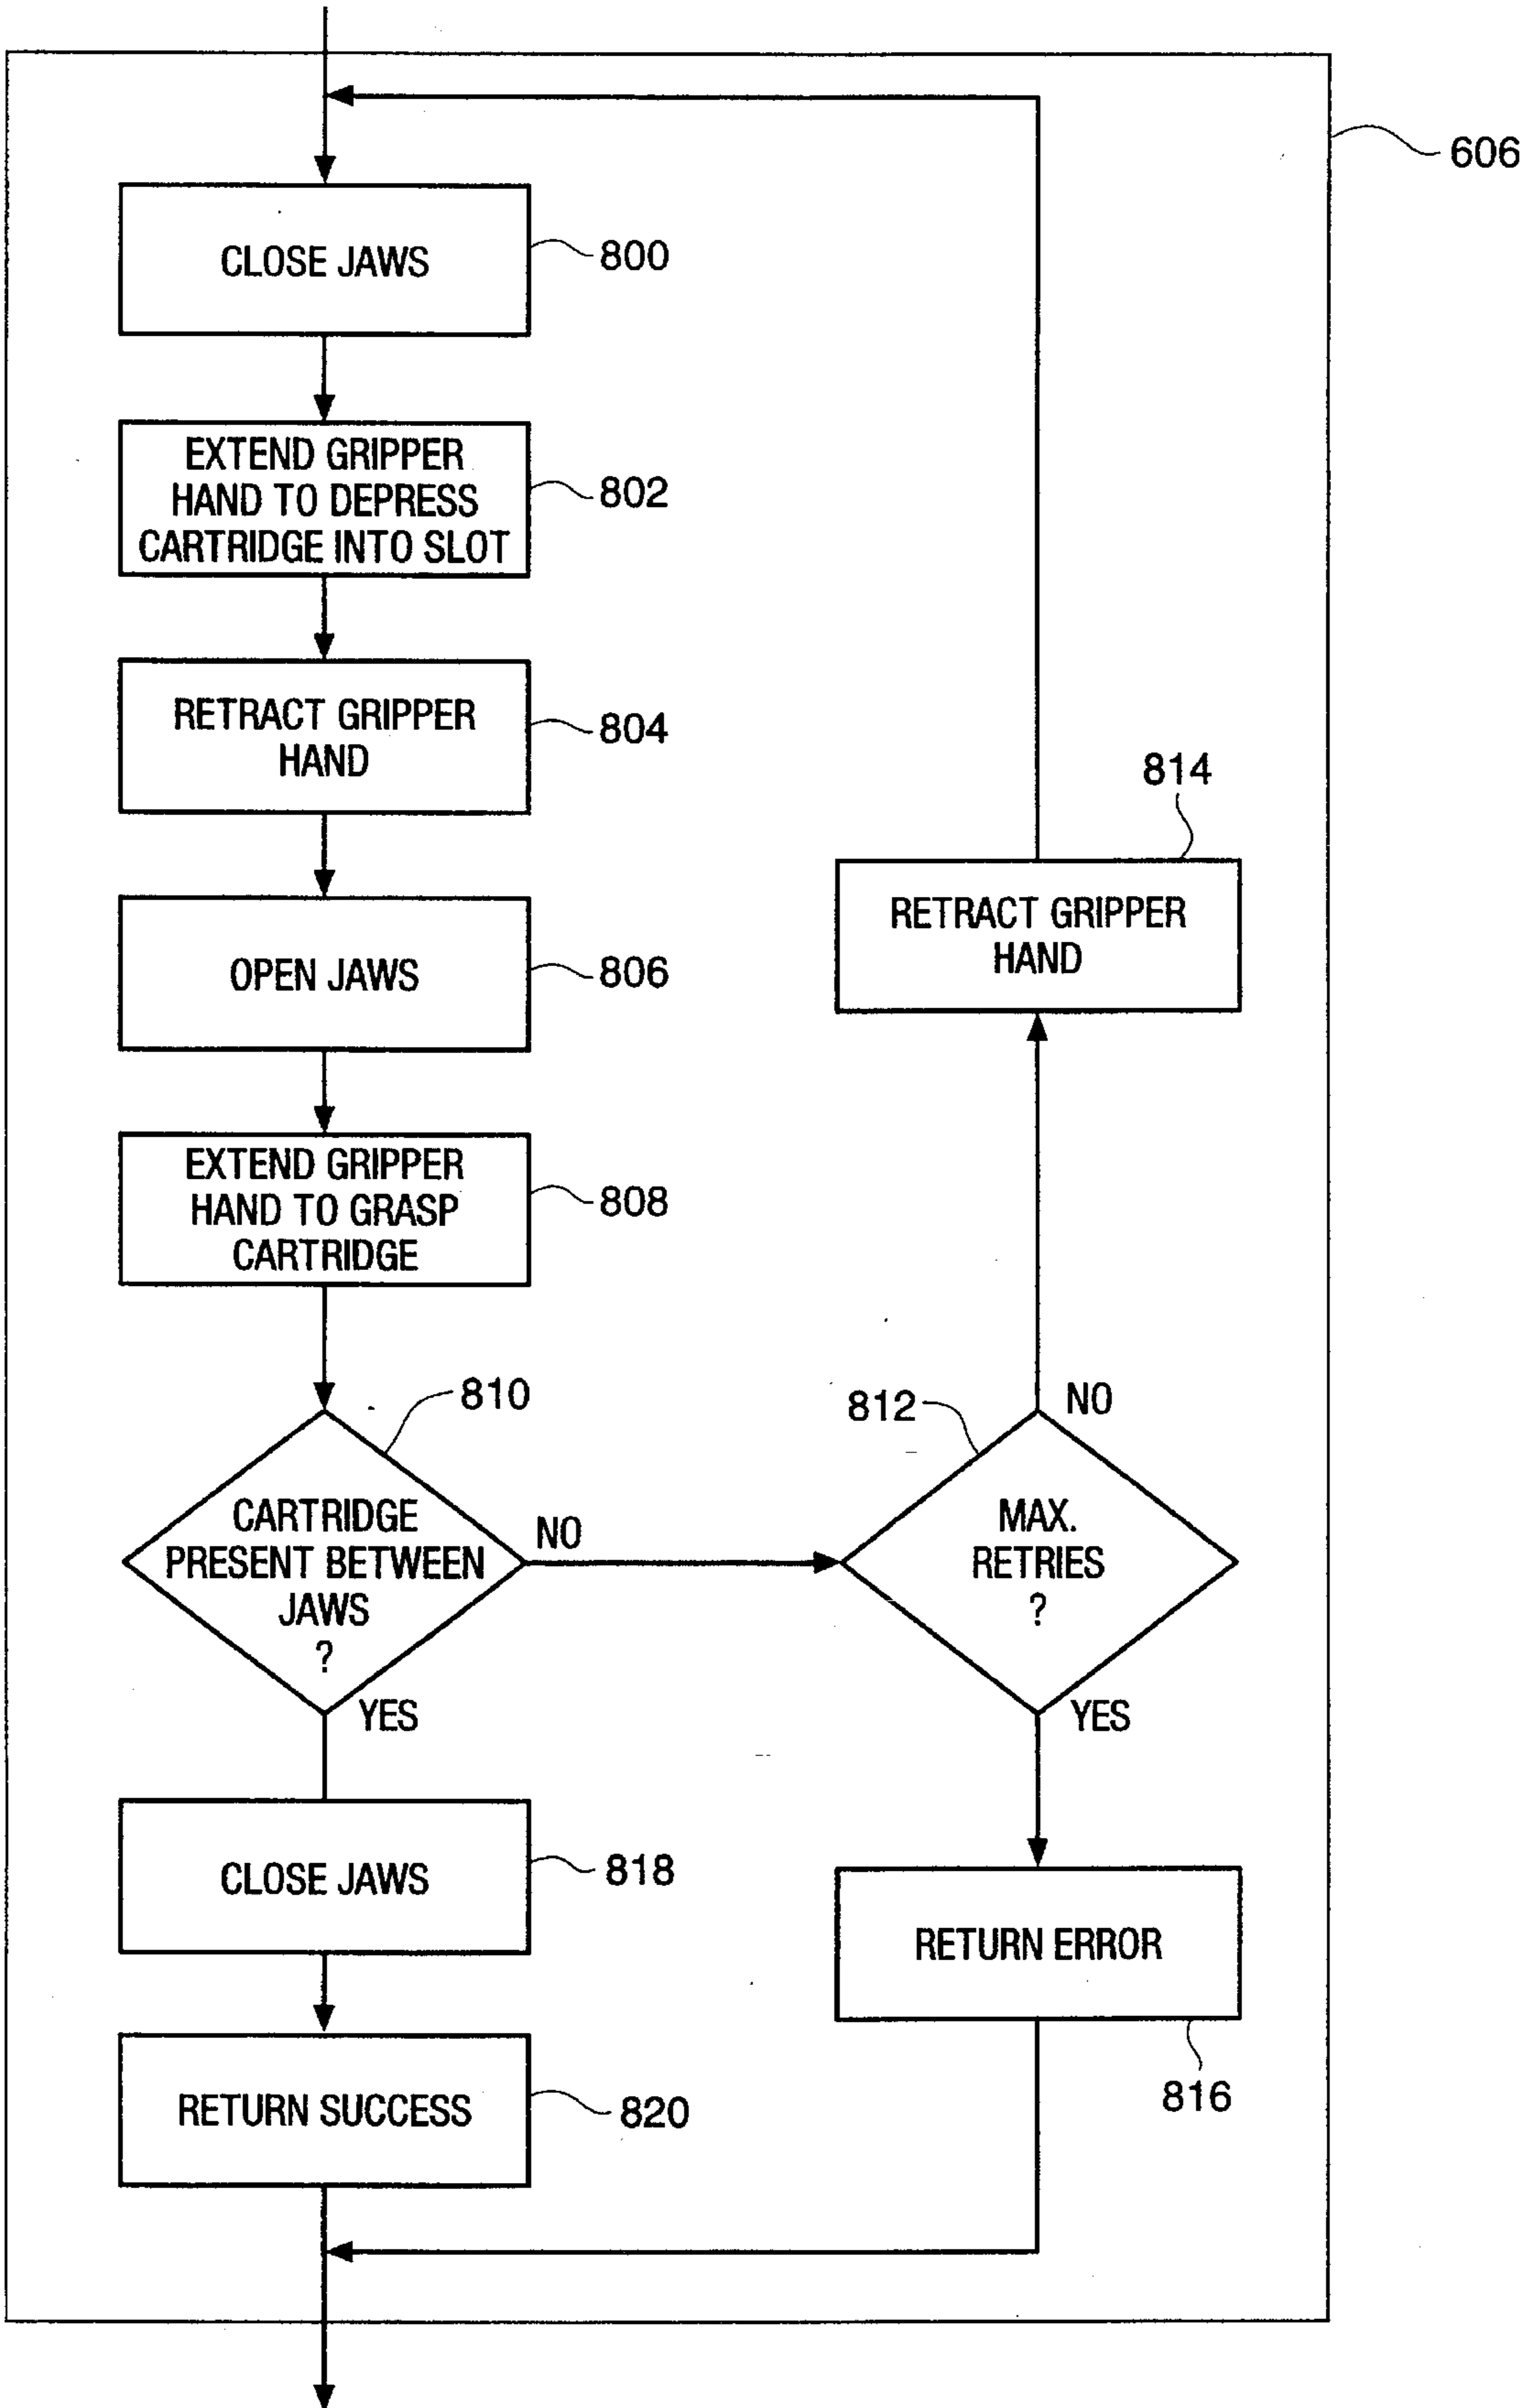 606
CLOSE JAWS
800
EXTEND GRIPPER
HAND TO DEPRESS
CARTRIDGE INTO SLOT
802
RETRACT GRIPPER
HAND
804
814
RETRACT GRIPPER
HAND
OPEN JAWS
806
EXTEND GRIPPER
HAND TO GRASP
CARTRIDGE
808
810
CARTRIDGE
PRESENT BETWEEN
JAWS
?
NO
YES
812
NO
MAX.
RETRIES
?
YES
CLOSE JAWS
818
RETURN ERROR
816
RETURN SUCCESS
820